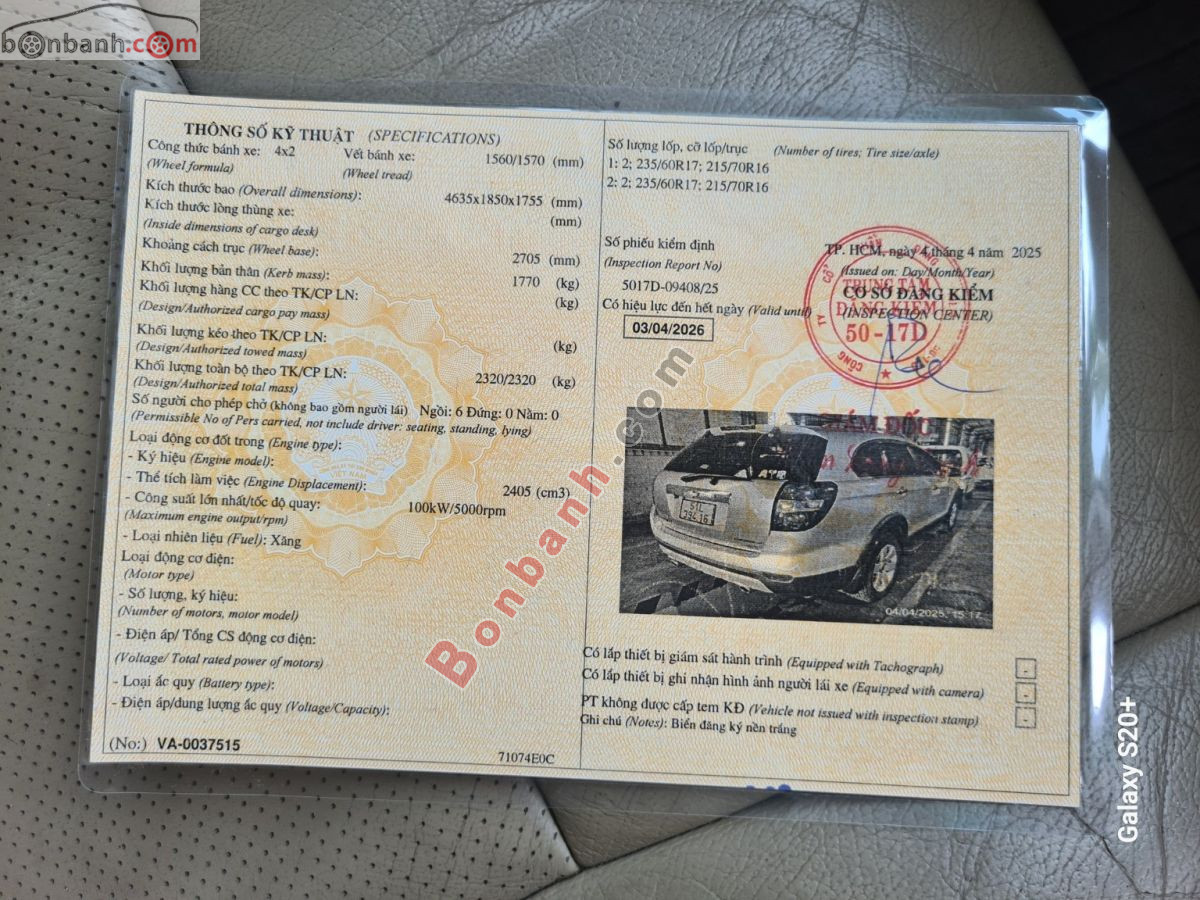 bonbanh.com
THÔNG SỐ KỸ THUẬT (SPECIFICATIONS)
Công thức bánh xe: 4x2 Vết bánh xe: 1560/1570 (mm)
(Wheel formula) (Wheel tread)
Kích thước bao (Overall dimensions): 4635x1850x1755 (mm)
Kích thước lòng thùng xe: (mm)
(Inside dimensions of cargo desk)
Khoảng cách trục (Wheel base): 2705 (mm)
Khối lượng bản thân (Kerb mass): 1770 (kg)
Khối lượng hàng CC theo TK/CP LN: (kg)
(Design/Authorized cargo pay mass)
Khối lượng kéo theo TK/CP LN: (kg)
(Design/Authorized towed mass)
Khối lượng toàn bộ theo TK/CP LN: 2320/2320 (kg)
(Design/Authorized total mass)
Số người cho phép chở (không bao gồm người lái) Ngồi: 6 Đứng: 0 Nằm: 0
(Permissible No of Pers carried, not include driver: seating, standing, lying)
Loại động cơ đốt trong (Engine type):
- Ký hiệu (Engine model):
- Thể tích làm việc (Engine Displacement): 2405 (cm3)
- Công suất lớn nhất/tốc độ quay: 100kW/5000rpm
(Maximum engine output/rpm)
- Loại nhiên liệu (Fuel): Xăng
Loại động cơ điện:
(Motor type)
- Số lượng, ký hiệu:
(Number of motors, motor model)
- Điện áp/ Tổng CS động cơ điện:
(Voltage/ Total rated power of motors)
- Loại ắc quy (Battery type):
- Điện áp/dung lượng ắc quy (Voltage/Capacity):
(No:) VA-0037515
71074E0C
Số lượng lốp, cỡ lốp/trục (Number of tires; Tire size/axle)
1: 2; 235/60R17; 215/70R16
2: 2; 235/60R17; 215/70R16
Số phiếu kiểm định
(Inspection Report No)
5017D-09408/25
Có hiệu lực đến hết ngày (Valid until)
03/04/2026
TP. HCM, ngày 4 tháng 4 năm 2025
(Issued on: Day/Month/Year)
CƠ SỞ ĐĂNG KIỂM
(INSPECTION CENTER)
TRUNG TÂM
ĐĂNG KIỂM
50-17D
GIÁM ĐỐC
51L
04/04/2025, 15:17
Có lắp thiết bị giám sát hành trình (Equipped with Tachograph)
Có lắp thiết bị ghi nhận hình ảnh người lái xe (Equipped with camera)
PT không được cấp tem KĐ (Vehicle not issued with inspection stamp)
Ghi chú (Notes): Biển đăng ký nền trắng
Bonbanh.com
Galaxy S20+